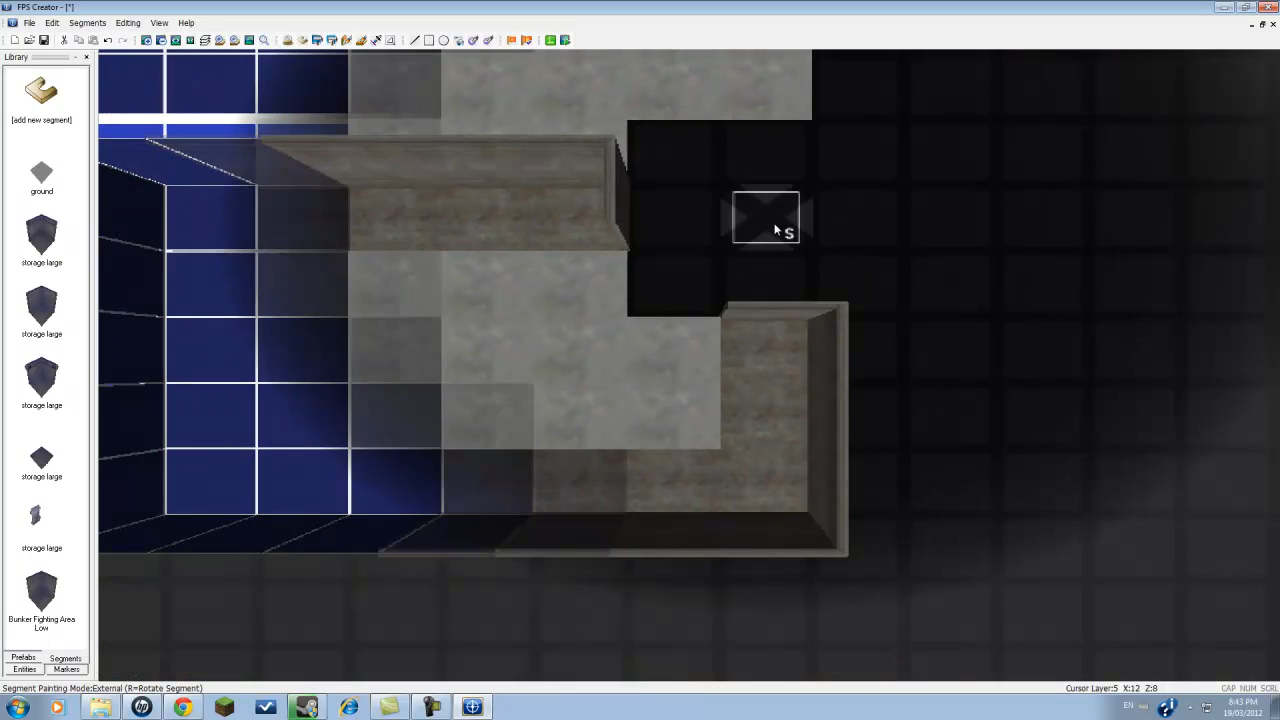 FPS Creator - [*]
File Edit Segments Editing View Help
Library
[add new segment]
ground
storage large
storage large
storage large
storage large
storage large
Bunker Fighting Area
Low
S
Prefabs Segments
Entities Markers
Segment Painting Mode:External (R=Rotate Segment)
Cursor Layer:5 X:12 Z:8
CAP NUM SCRL
EN
8:43 PM
19/03/2012